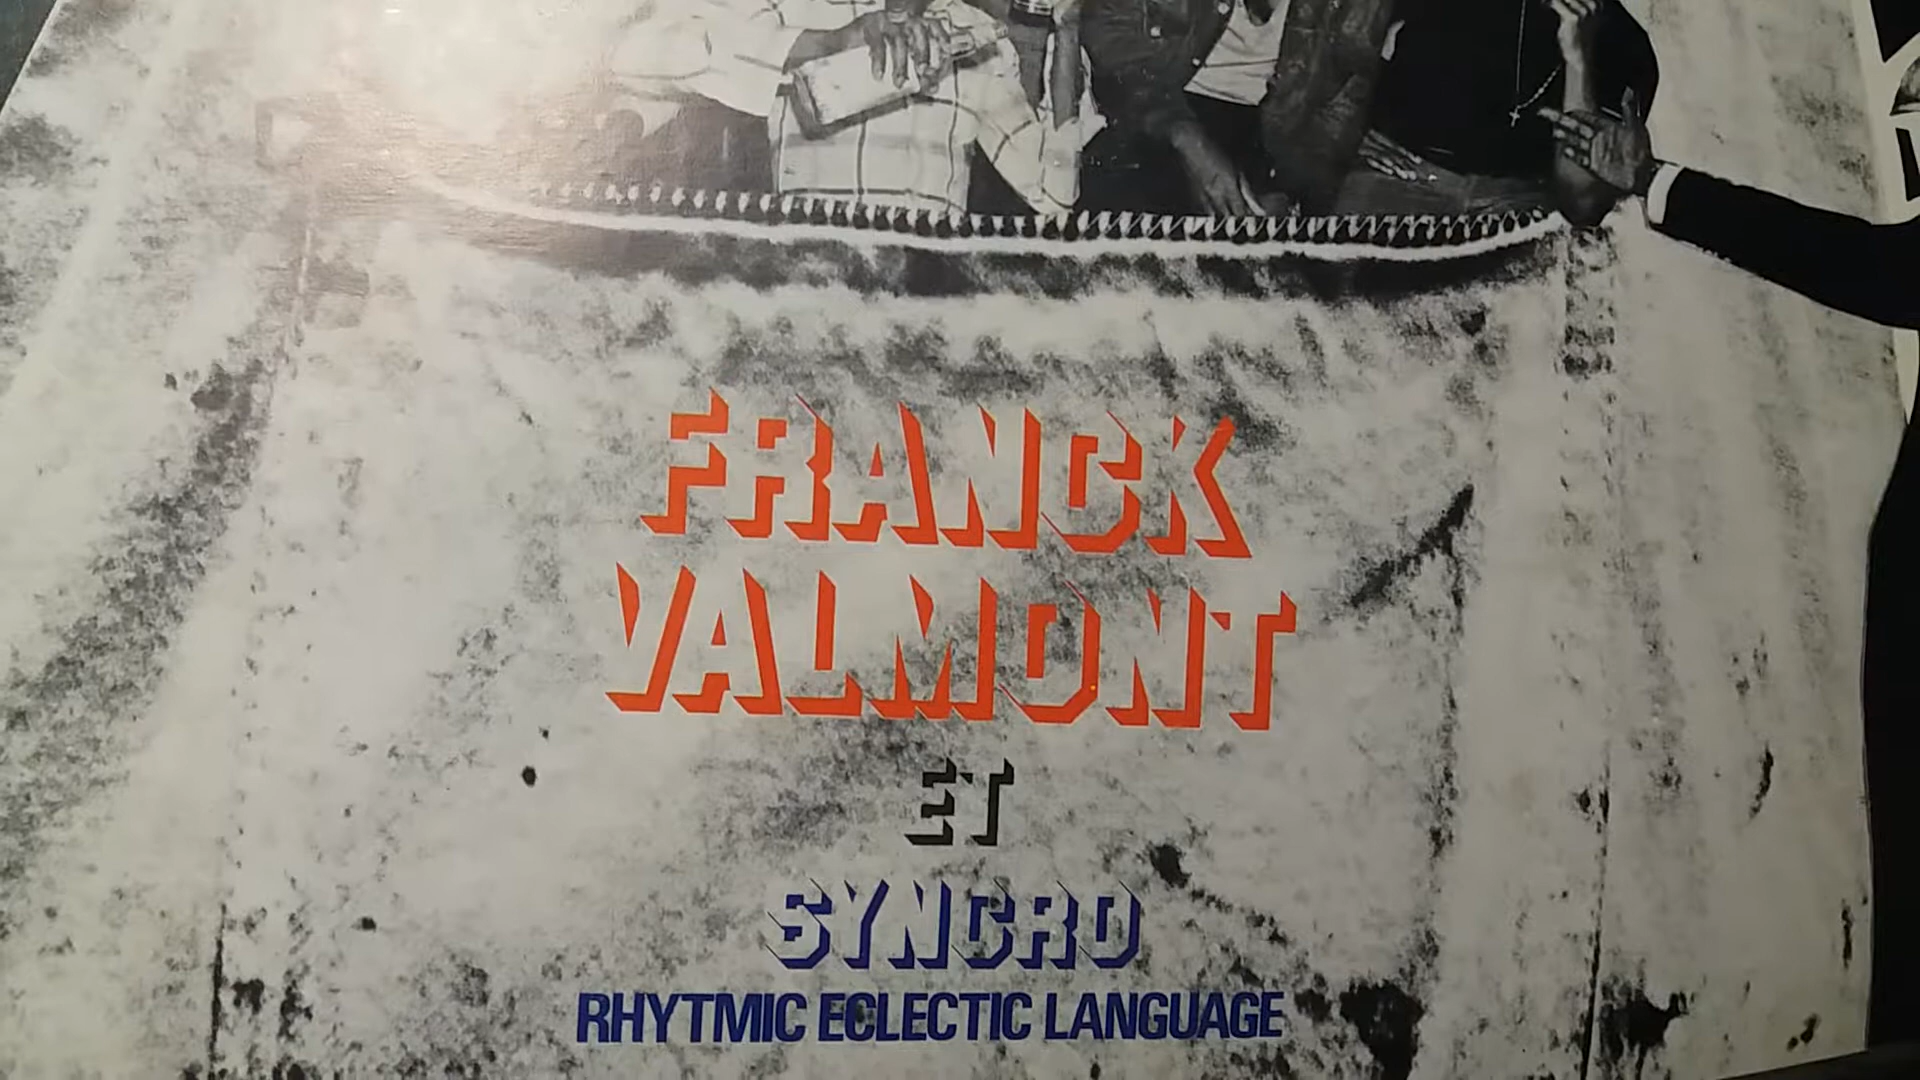 FRANCK
VALMONT
ET
SYNCRO
RHYTMIC ECLECTIC LANGUAGE